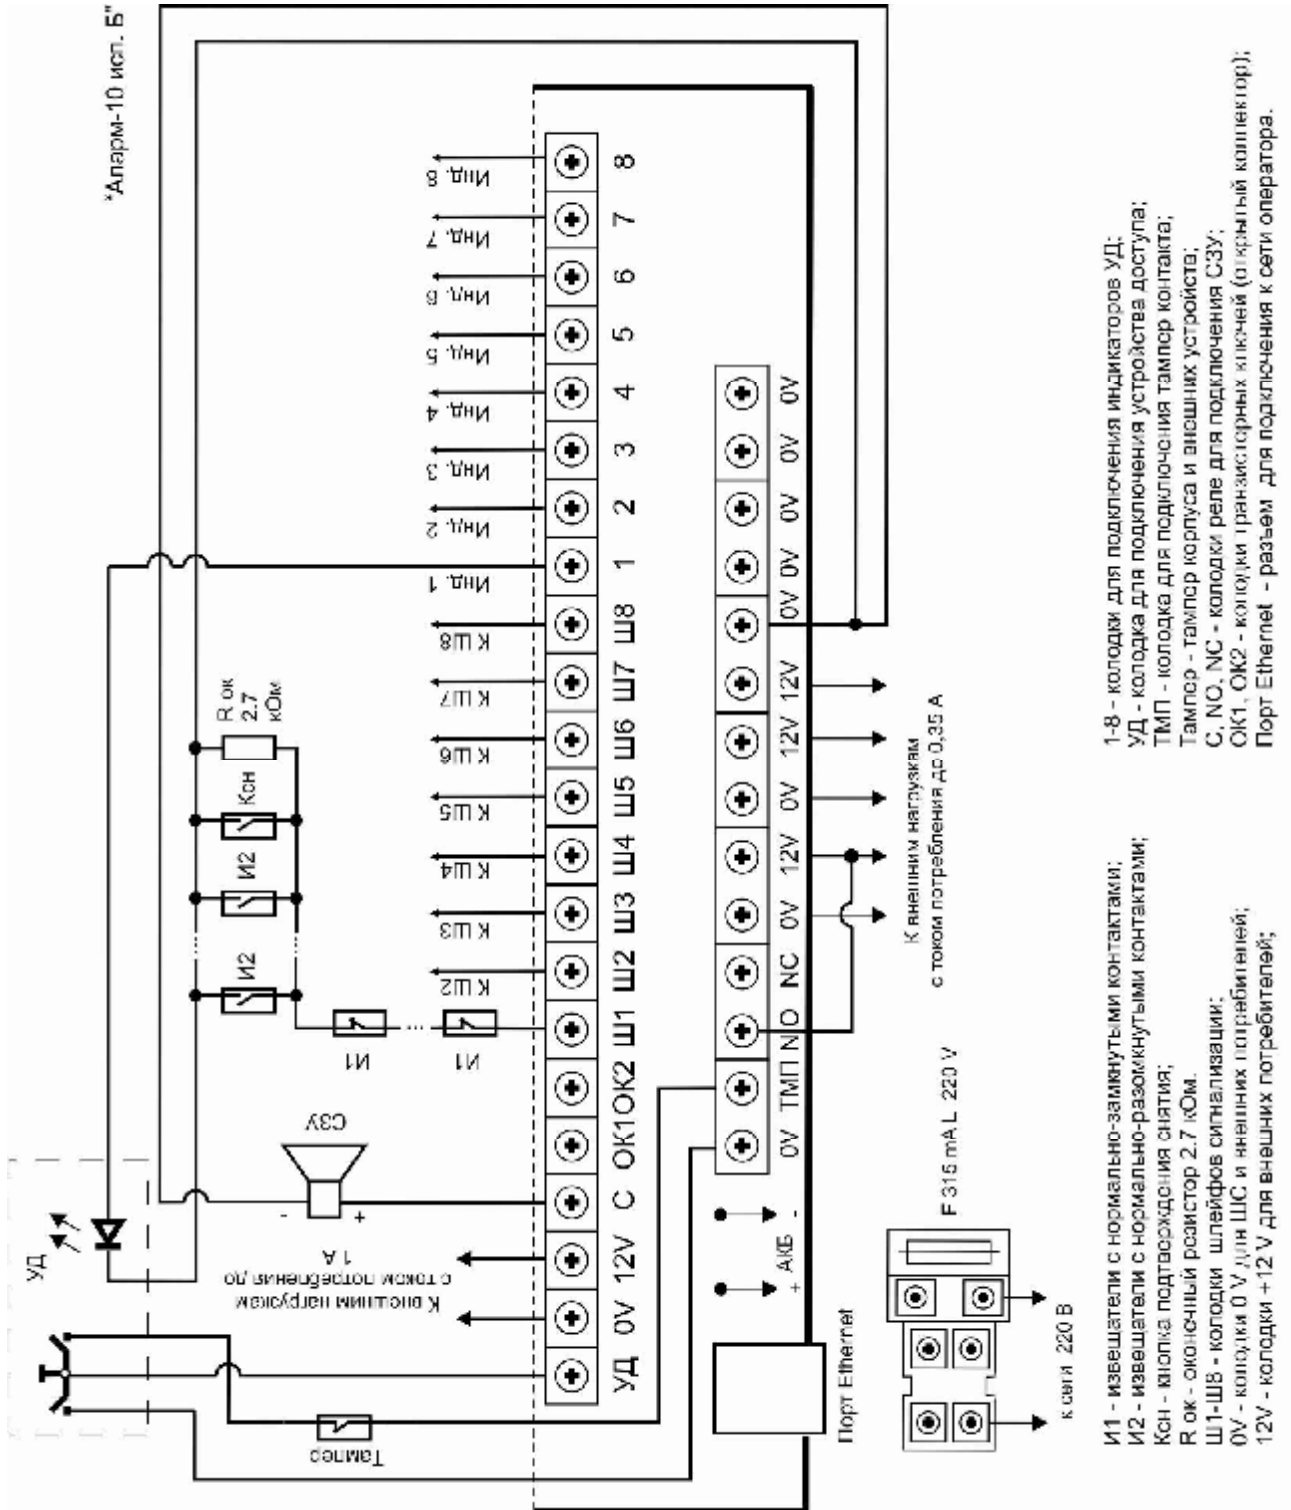 "Аларм-10 исп. Б"
УД
Тампер
К внешним нагрузкам
с током потребления до
1 А
СЗУ
-
+
И1
И1
И2
И2
Ксн
R ок
2.7
кОм
К Ш2
К Ш3
К Ш4
К Ш5
К Ш6
К Ш7
К Ш8
Инд. 1
Инд. 2
Инд. 3
Инд. 4
Инд. 5
Инд. 6
Инд. 7
Инд. 8
УД 0V 12V С ОК1 ОК2 Ш1 Ш2 Ш3 Ш4 Ш5 Ш6 Ш7 Ш8 1 2 3 4 5 6 7 8
0V ТМП NO NC 0V 12V 0V 12V 12V 0V 0V 0V 0V 0V
+ АКБ -
Порт Ethernet
F 315 mA L 220 V
к сети 220 В
К внешним нагрузкам
с током потребления до 0,35 А
И1 - извещатели с нормально-замкнутыми контактами;
И2 - извещатели с нормально-разомкнутыми контактами;
Ксн - кнопка подтверждения снятия;
R ок - оконечный резистор 2.7 кОм.
Ш1-Ш8 - колодки шлейфов сигнализации;
0V - колодки 0 V для ШС и внешних потребителей;
12V - колодки +12 V для внешних потребителей;
1-8 - колодки для подключения индикаторов УД;
УД - колодка для подключения устройства доступа;
ТМП - колодка для подключения тампер контакта;
Тампер - тампер корпуса и внешних устройств;
С, NO, NC - колодки реле для подключения СЗУ;
ОК1, ОК2 - колодки транзисторных ключей (открытый коллектор);
Порт Ethernet - разъем для подключения к сети оператора.